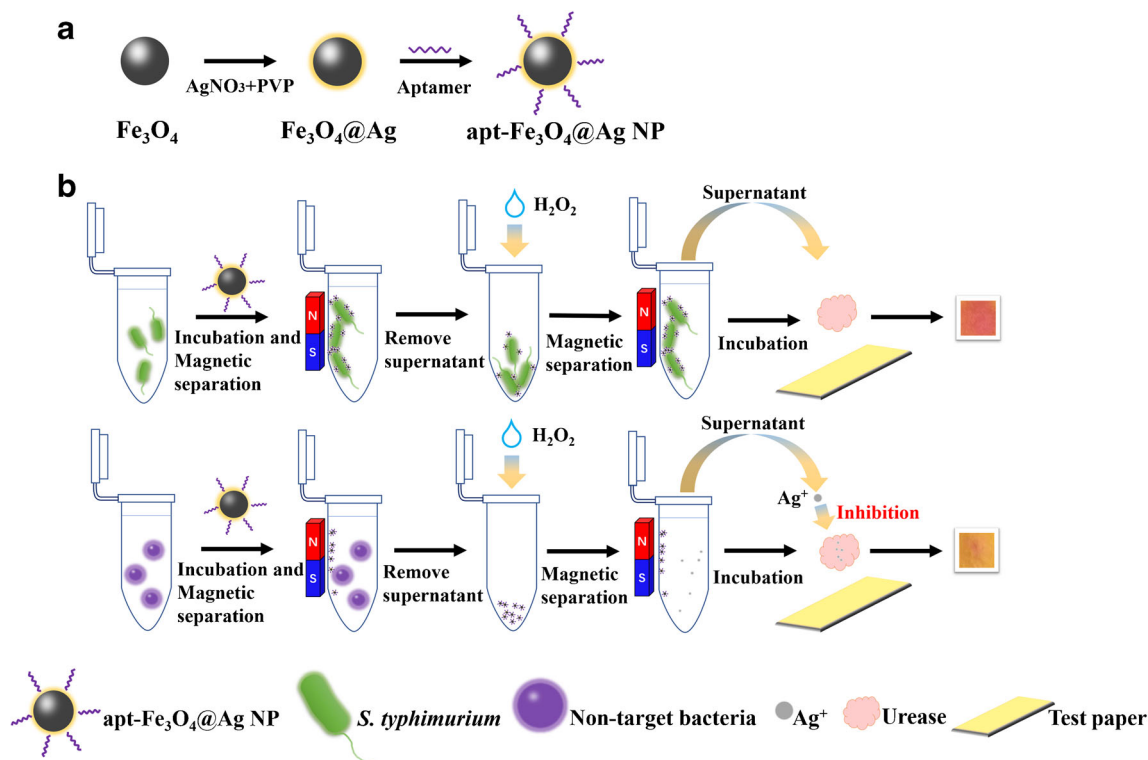 a
AgNO₃+PVP
Aptamer
Fe₃O₄
Fe₃O₄@Ag
apt-Fe₃O₄@Ag NP
b
H₂O₂
Supernatant
Incubation and
Magnetic
separation
N
S
Remove
supernatant
Magnetic
separation
N
S
Incubation
H₂O₂
Supernatant
Ag⁺
Inhibition
Incubation and
Magnetic
separation
N
S
Remove
supernatant
Magnetic
separation
N
S
Incubation
apt-Fe₃O₄@Ag NP
S. typhimurium
Non-target bacteria
Ag⁺
Urease
Test paper